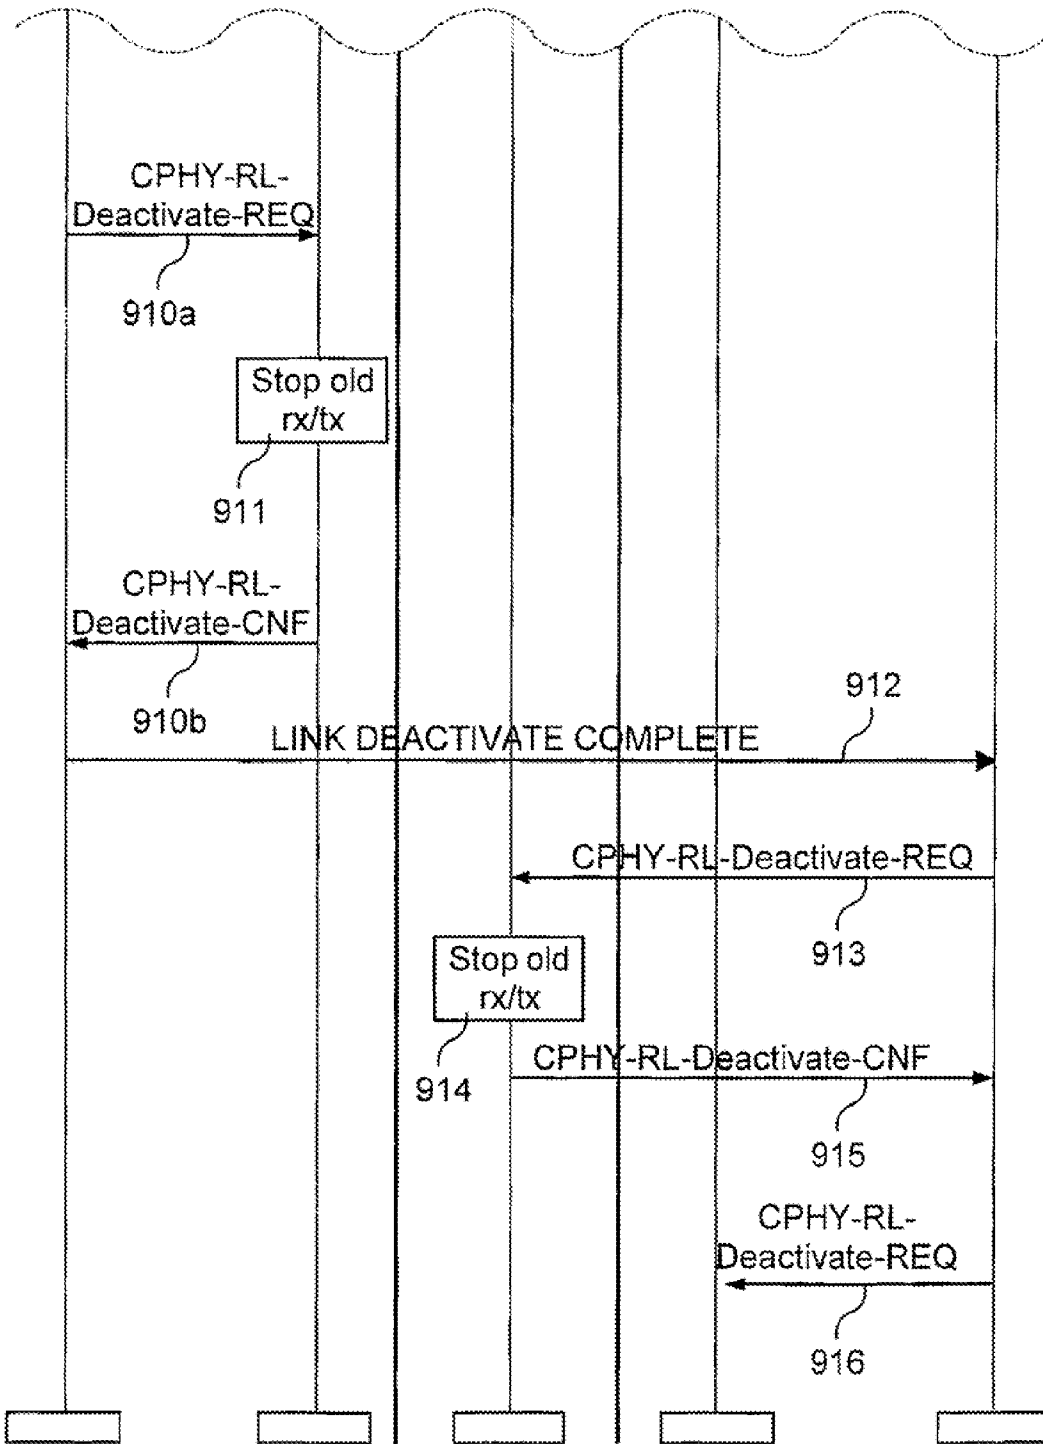 CPHY-RL-
Deactivate-REQ
910a
Stop old
rx/tx
911
CPHY-RL-
Deactivate-CNF
910b
912
LINK DEACTIVATE COMPLETE
CPHY-RL-Deactivate-REQ
913
Stop old
rx/tx
914
CPHY-RL-Deactivate-CNF
915
CPHY-RL-
Deactivate-REQ
916